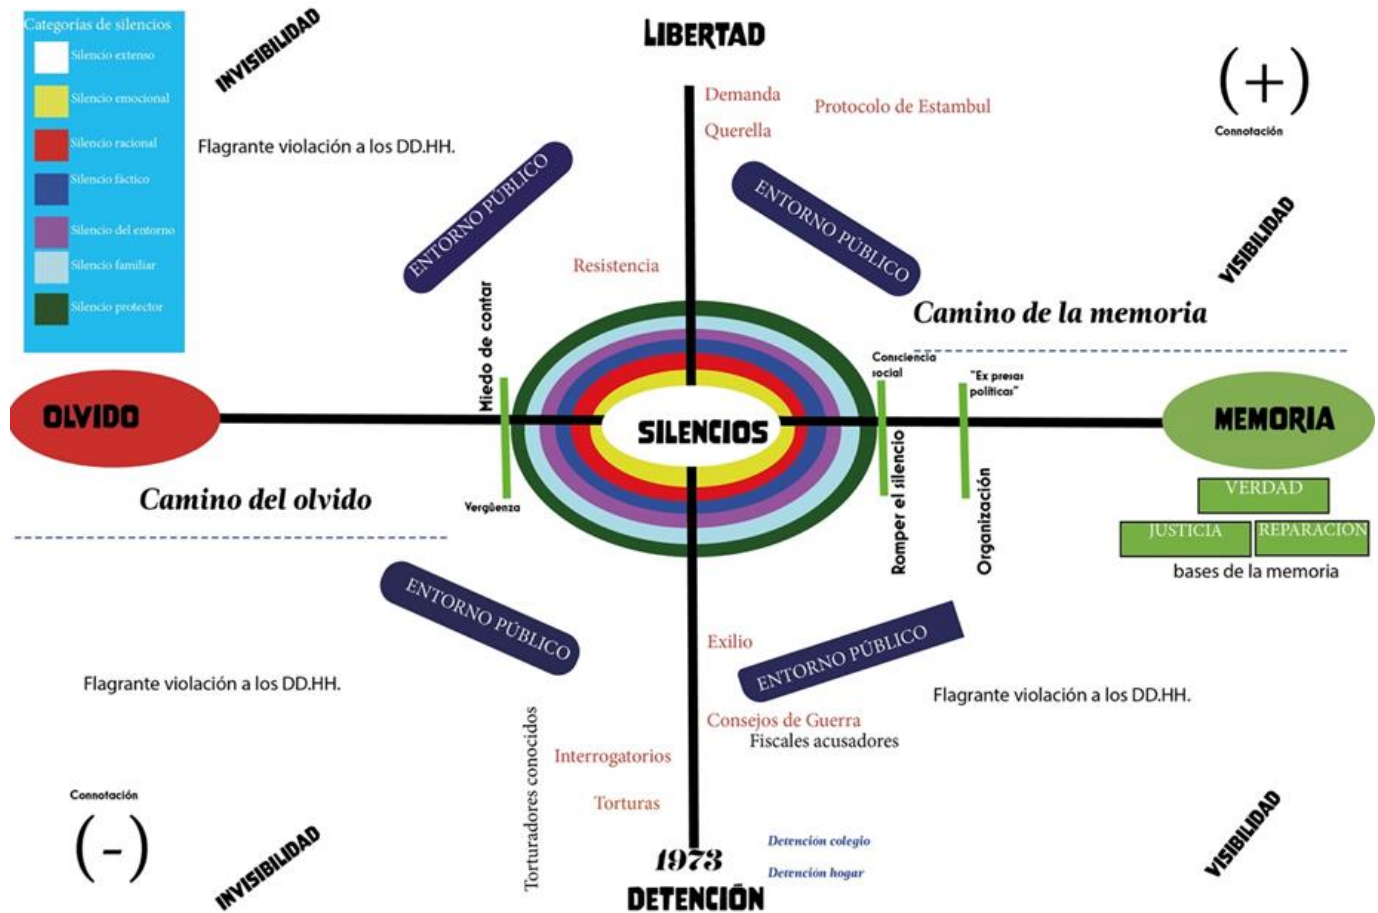 Categorías de silencios
Silencio extenso
Silencio emocional
Silencio racional
Silencio fáctico
Silencio del entorno
Silencio familiar
Silencio protector
INVISIBILIDAD
LIBERTAD
(+)
Connotación
Demanda
Protocolo de Estambul
Querella
Flagrante violación a los DD.HH.
ENTORNO PÚBLICO
ENTORNO PÚBLICO
VISIBILIDAD
Resistencia
Camino de la memoria
Miedo de contar
Consciencia
social
"Ex presas
políticas"
OLVIDO
SILENCIOS
MEMORIA
Camino del olvido
Vergüenza
Romper el silencio
Organización
VERDAD
JUSTICIA
REPARACION
bases de la memoria
ENTORNO PÚBLICO
Exilio
ENTORNO PÚBLICO
Flagrante violación a los DD.HH.
Flagrante violación a los DD.HH.
Torturadores conocidos
Consejos de Guerra
Fiscales acusadores
Interrogatorios
Torturas
Connotación
(-)
INVISIBILIDAD
1973
DETENCIÓN
Detención colegio
Detención hogar
VISIBILIDAD